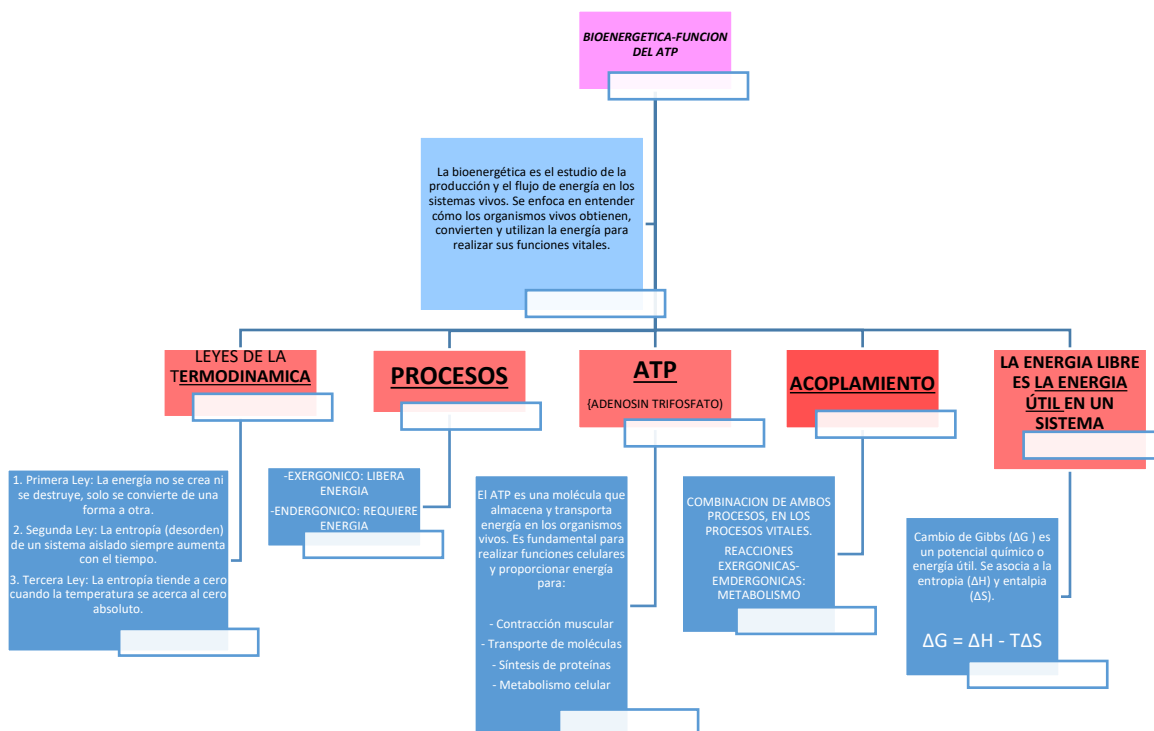 BIOENERGETICA-FUNCION
DEL ATP
La bioenergética es el estudio de la
producción y el flujo de energía en los
sistemas vivos. Se enfoca en entender
cómo los organismos vivos obtienen,
convierten y utilizan la energía para
realizar sus funciones vitales.
LEYES DE LA
TERMODINAMICA
1. Primera Ley: La energía no se crea ni
se destruye, solo se convierte de una
forma a otra.
2. Segunda Ley: La entropía (desorden)
de un sistema aislado siempre aumenta
con el tiempo.
3. Tercera Ley: La entropía tiende a cero
cuando la temperatura se acerca al cero
absoluto.
PROCESOS
-EXERGONICO: LIBERA
ENERGIA
-ENDERGONICO: REQUIERE
ENERGIA
ATP
{ADENOSIN TRIFOSFATO)
El ATP es una molécula que
almacena y transporta
energía en los organismos
vivos. Es fundamental para
realizar funciones celulares
y proporcionar energía
para:
- Contracción muscular
- Transporte de moléculas
- Síntesis de proteínas
- Metabolismo celular
ACOPLAMIENTO
COMBINACION DE AMBOS
PROCESOS, EN LOS
PROCESOS VITALES.
REACCIONES
EXERGONICAS-
EMDERGONICAS:
METABOLISMO
LA ENERGIA LIBRE
ES LA ENERGIA
ÚTIL EN UN
SISTEMA
Cambio de Gibbs (ΔG ) es
un potencial químico o
energía útil. Se asocia a la
entropia (ΔH) y entalpia
(ΔS).
ΔG = ΔH - TΔS